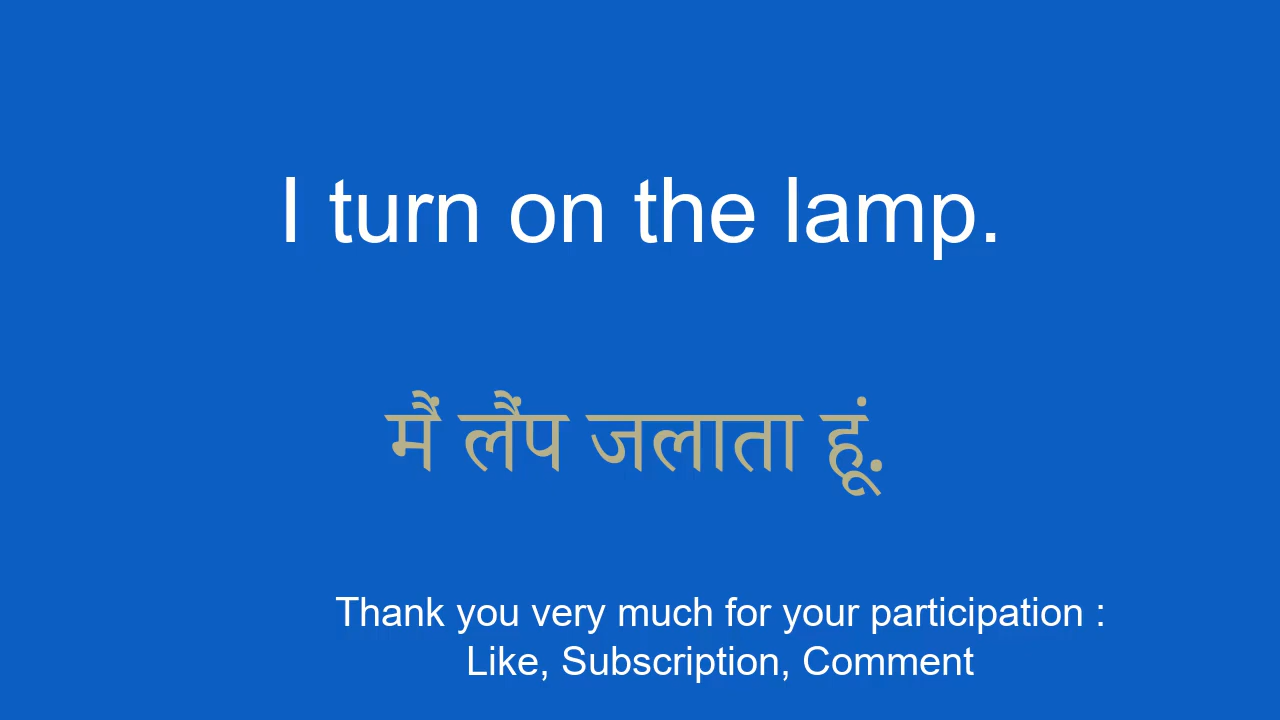 I turn on the lamp.
मैं लैंप जलाता हूं.
Thank you very much for your participation :
Like, Subscription, Comment